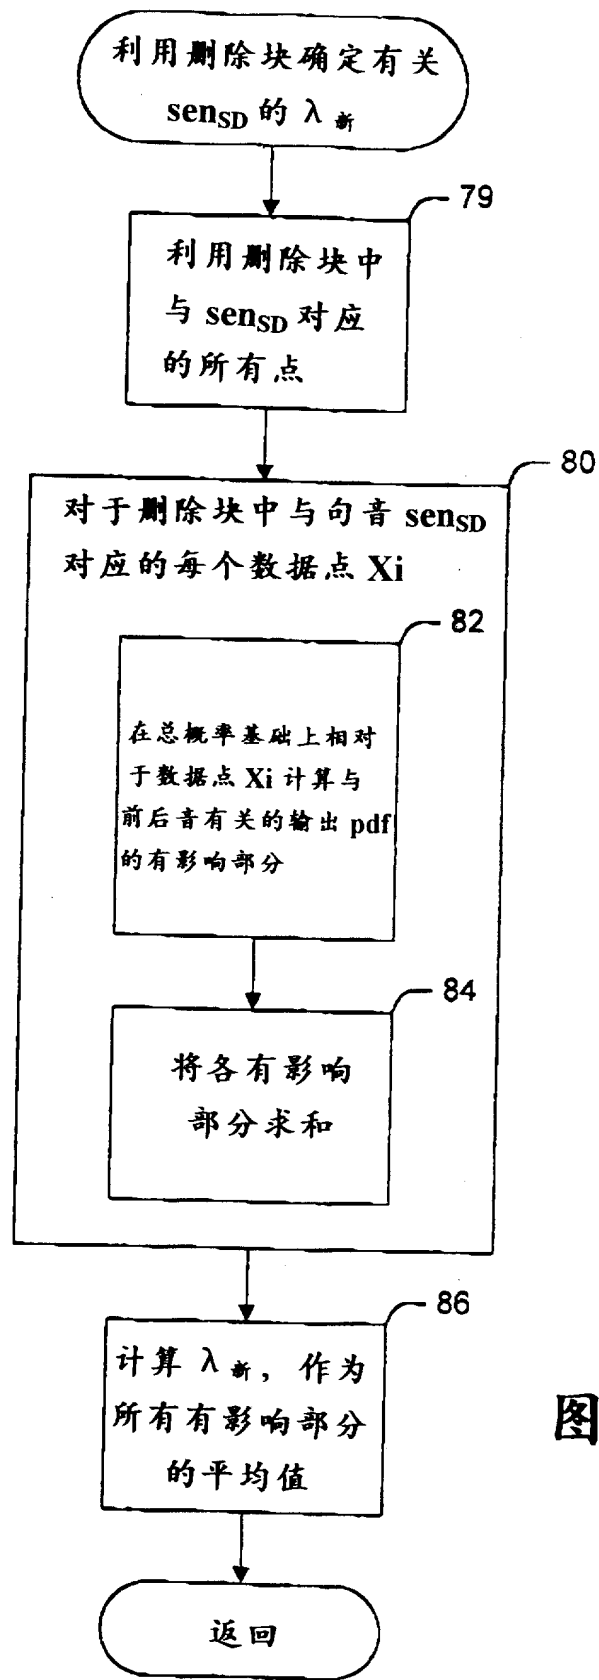 利用删除块确定有关
senSD 的 λ新
79
利用删除块中
与 senSD 对应
的所有点
80
对于删除块中与句音 senSD
对应的每个数据点 Xi
82
在总概率基础上相对
于数据点 Xi 计算与
前后音有关的输出 pdf
的有影响部分
84
将各有影响
部分求和
86
计算 λ新, 作为
所有有影响部分
的平均值
图
返回